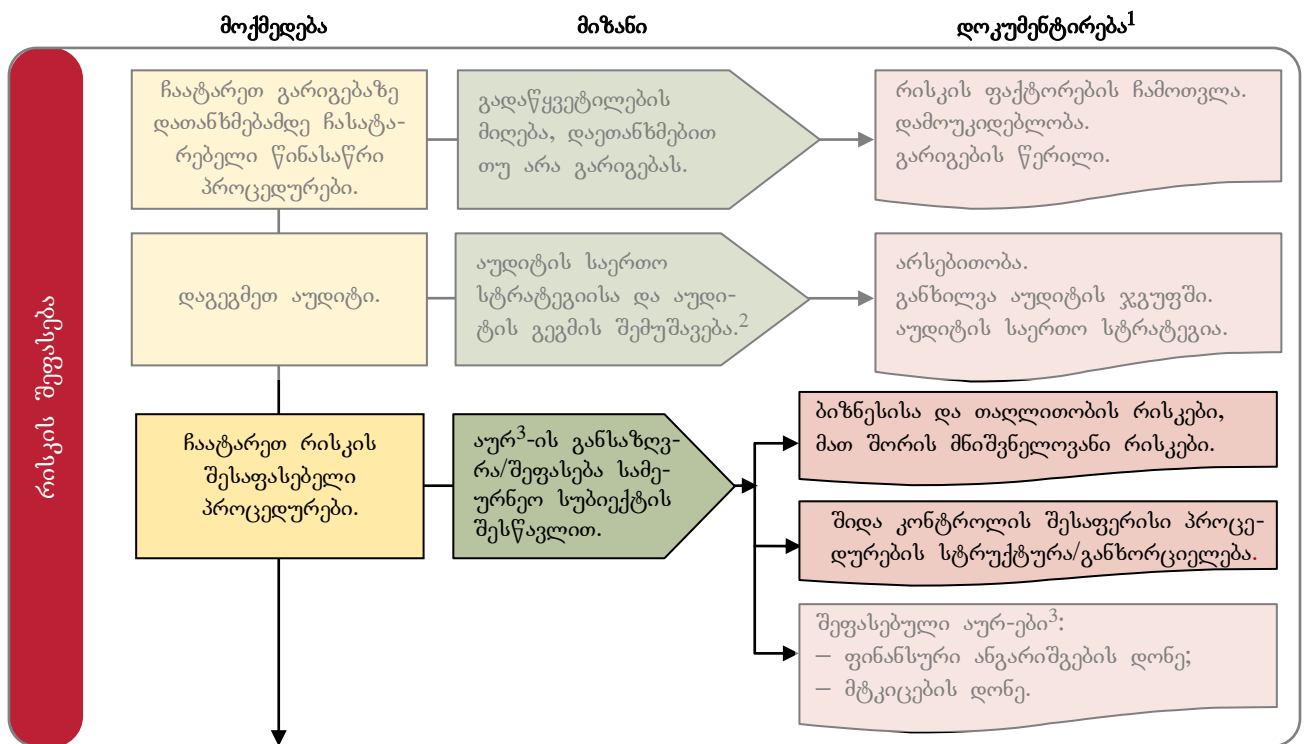 მოქმედება
მიზანი
დოკუმენტირება1
რისკის შეფასება
ჩაატარეთ გარიგებაზე
დათანხმებამდე ჩასატა-
რებელი წინასაწრი
პროცედურები.
გადაწყვეტილების
მიღება, დაეთანხმებით
თუ არა გარიგებას.
რისკის ფაქტორების ჩამოთვლა.
დამოუკიდებლობა.
გარიგების წერილი.
დაგეგმეთ აუდიტი.
აუდიტის საერთო
სტრატეგიისა და აუდი-
ტის გეგმის შემუშავება.2
არსებითობა.
განხილვა აუდიტის ჯგუფში.
აუდიტის საერთო სტრატეგია.
ჩაატარეთ რისკის
შესაფასებელი
პროცედურები.
აურ3-ის განსაზღვ-
რა/შეფასება სამე-
ურნეო სუბიექტის
შესწავლით.
ბიზნესისა და თაღლითობის რისკები,
მათ შორის მნიშვნელოვანი რისკები.
შიდა კონტროლის შესაფერისი პროცე-
დურების სტრუქტურა/განხორციელება.
შეფასებული აურ-ები3:
– ფინანსური ანგარიშგების დონე;
– მტკიცების დონე.